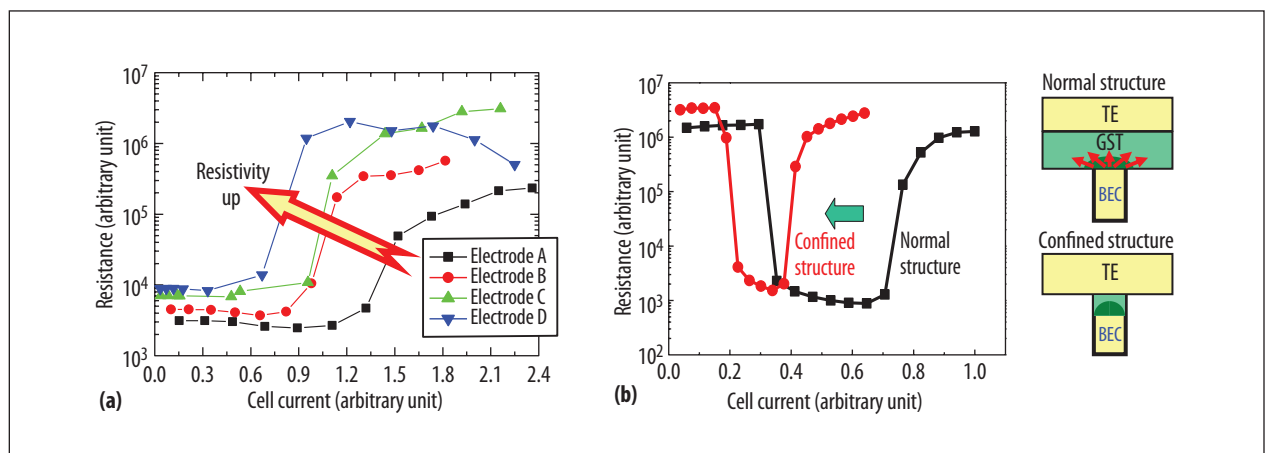 Resistance (arbitrary unit)
10⁷
10⁶
10⁵
10⁴
10³
0.0 0.3 0.6 0.9 1.2 1.5 1.8 2.1 2.4
Cell current (arbitrary unit)
(a)
Resistivity
up
Electrode A
Electrode B
Electrode C
Electrode D
Resistance (arbitrary unit)
10⁷
10⁶
10⁵
10⁴
10³
10²
0.0 0.2 0.4 0.6 0.8 1.0
Cell current (arbitrary unit)
(b)
Confined
structure
Normal
structure
Normal structure
TE
GST
BEC
Confined structure
TE
BEC